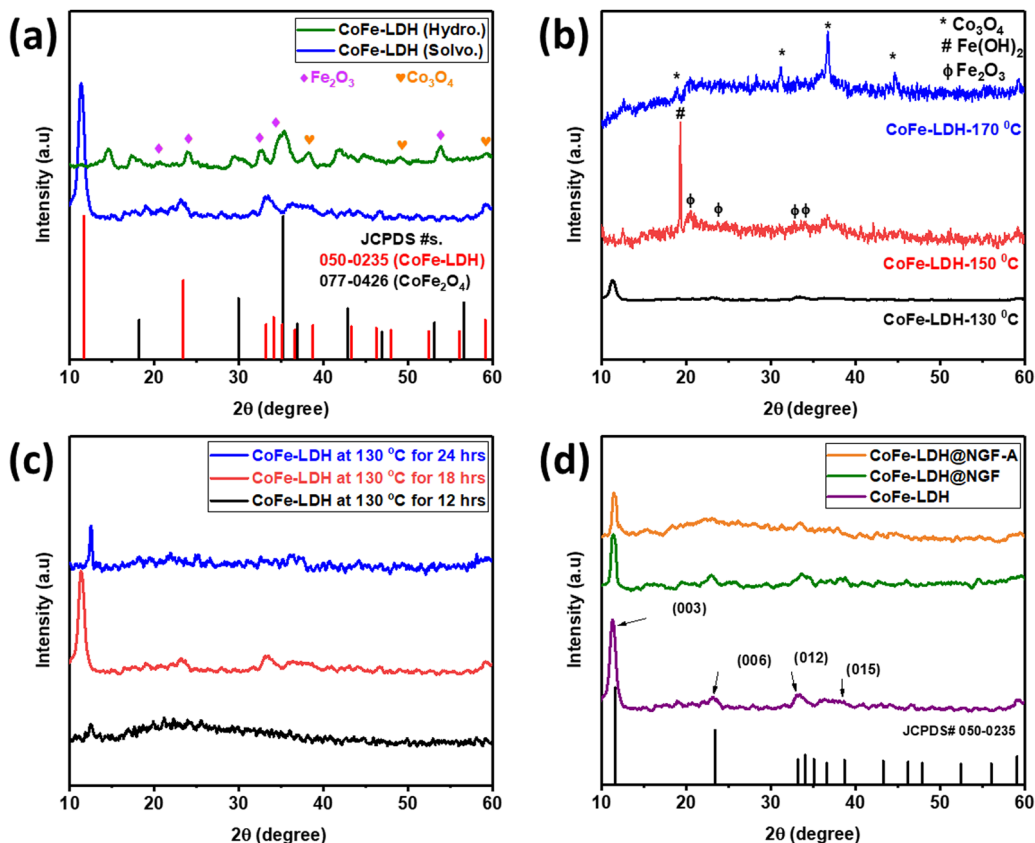 (a)
CoFe-LDH (Hydro.)
CoFe-LDH (Solvo.)
♦ Fe₂O₃ ♥ Co₃O₄
JCPDS #s.
050-0235 (CoFe-LDH)
077-0426 (CoFe₂O₄)
Intensity (a.u)
10 20 30 40 50 60
2θ (degree)
(b)
* Co₃O₄
# Fe(OH)₂
ϕ Fe₂O₃
* * * *
CoFe-LDH-170 ⁰C
#
ϕ ϕ ϕ ϕ
CoFe-LDH-150 ⁰C
CoFe-LDH-130 ⁰C
Intensity (a.u)
10 20 30 40 50 60
2θ (degree)
(c)
CoFe-LDH at 130 ⁰C for 24 hrs
CoFe-LDH at 130 ⁰C for 18 hrs
CoFe-LDH at 130 ⁰C for 12 hrs
Intensity (a.u)
10 20 30 40 50 60
2θ (degree)
(d)
CoFe-LDH@NGF-A
CoFe-LDH@NGF
CoFe-LDH
(003)
(006) (012) (015)
JCPDS# 050-0235
Intensity (a.u)
10 20 30 40 50 60
2θ (degree)